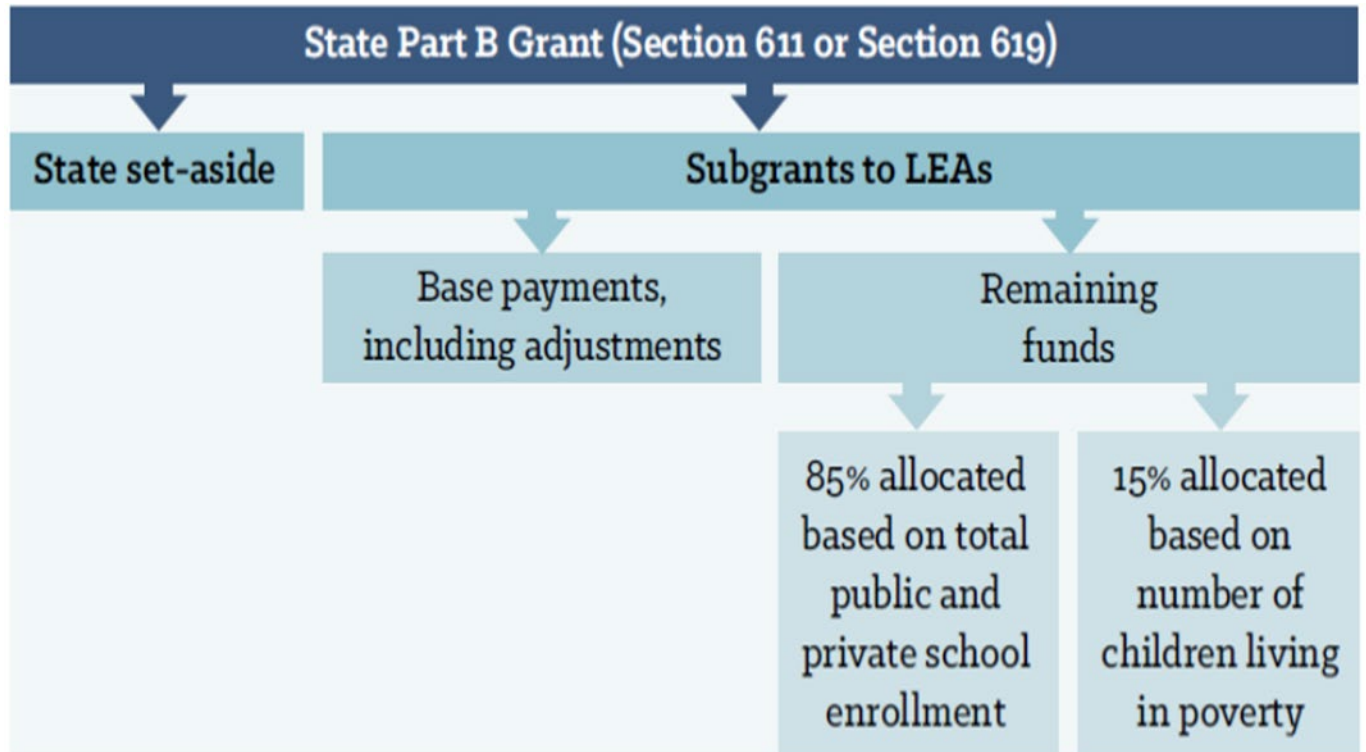 State Part B Grant (Section 611 or Section 619)
State set-aside
Subgrants to LEAs
Base payments,
including adjustments
Remaining
funds
85% allocated
based on total
public and
private school
enrollment
15% allocated
based on
number of
children living
in poverty